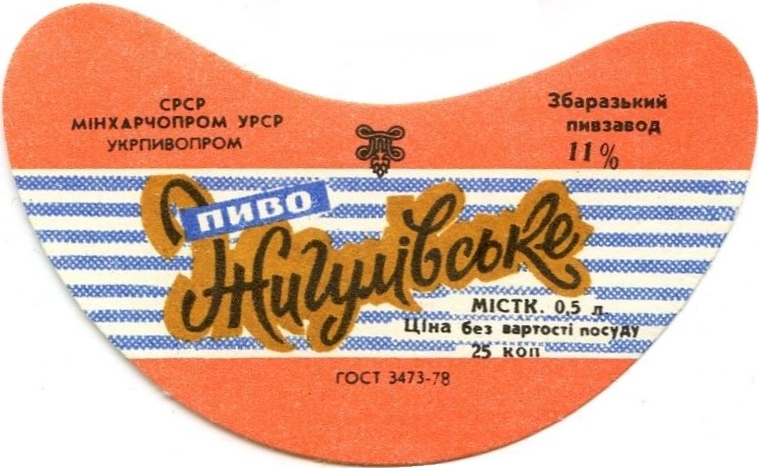 СРСР
МІНХАРЧОПРОМ УРСР
УКРПИВОПРОМ
Збаразький
пивзавод
11%
ПИВО
Жигулівське
МІСТК. 0,5 л.
Ціна без вартості посуду
25 коп
ГОСТ 3473-78